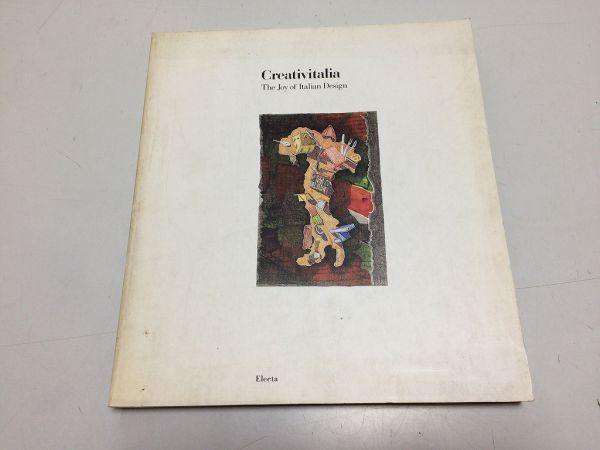 Creativitalia
The Joy of Italian Design
Electa